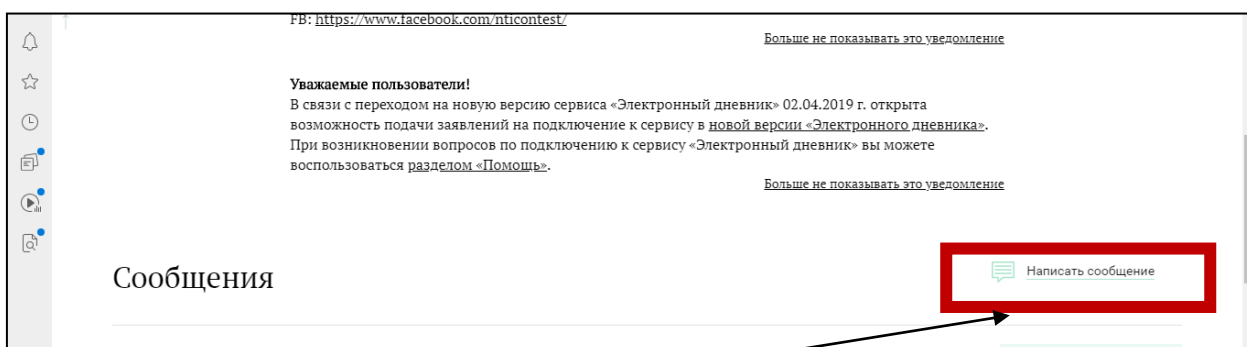 FB: https://www.facebook.com/nticontest/
Больше не показывать это уведомление
Уважаемые пользователи!
В связи с переходом на новую версию сервиса «Электронный дневник» 02.04.2019 г. открыта
возможность подачи заявлений на подключение к сервису в новой версии «Электронного дневника».
При возникновении вопросов по подключению к сервису «Электронный дневник» вы можете
воспользоваться разделом «Помощь».
Больше не показывать это уведомление
Сообщения
Написать сообщение